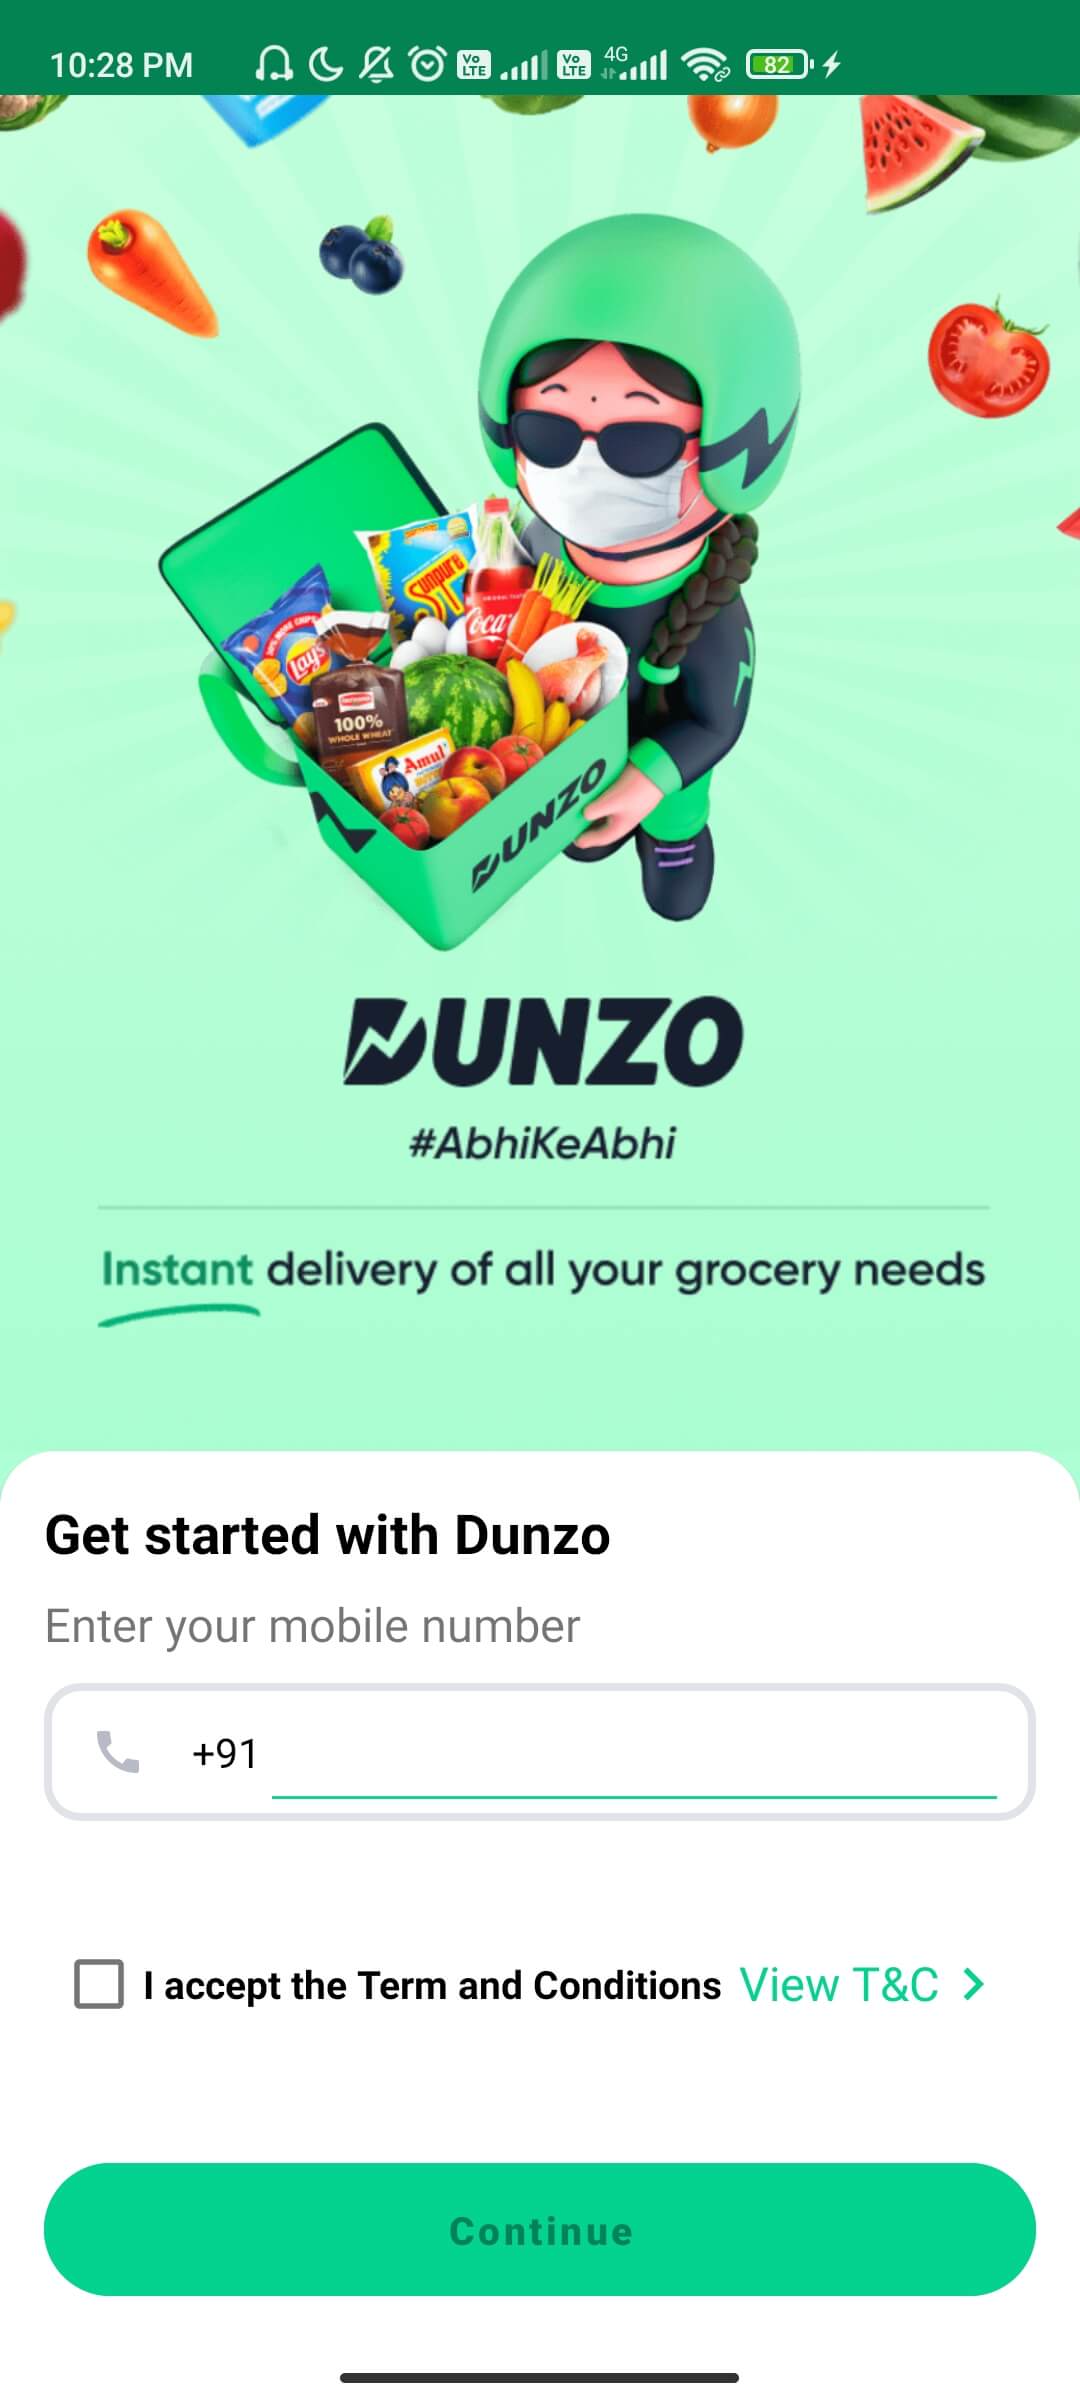 10:28 PM Vo LTE Vo LTE 4G 82
Sunpure
Lay's
Coca
100%
WHOLE WHEAT
Amul
DUNZO
DUNZO
#AbhiKeAbhi
Instant delivery of all your grocery needs
Get started with Dunzo
Enter your mobile number
+91
I accept the Term and Conditions View T&C
Continue